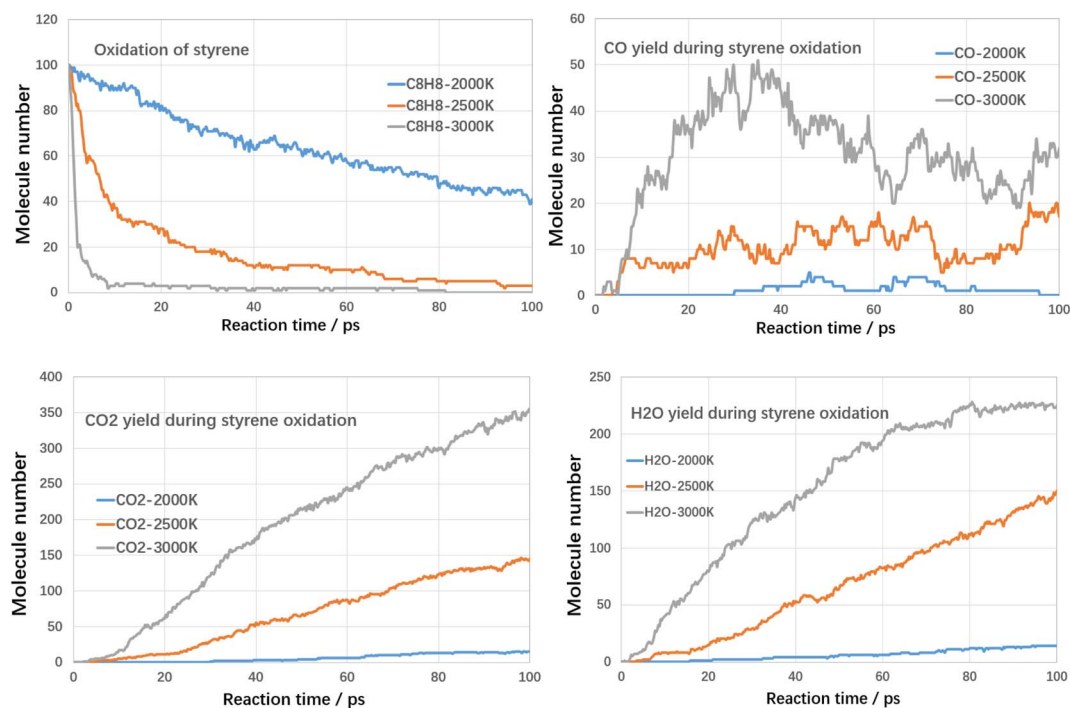 Oxidation of styrene
C8H8-2000K
C8H8-2500K
C8H8-3000K
120
100
80
60
40
20
0
0 20 40 60 80 100
Molecule number
Reaction time / ps
CO yield during styrene oxidation
CO-2000K
CO-2500K
CO-3000K
60
50
40
30
20
10
0
0 20 40 60 80 100
Molecule number
Reaction time / ps
CO2 yield during styrene oxidation
CO2-2000K
CO2-2500K
CO2-3000K
400
350
300
250
200
150
100
50
0
0 20 40 60 80 100
Molecule number
Reaction time / ps
H2O yield during styrene oxidation
H2O-2000K
H2O-2500K
H2O-3000K
250
200
150
100
50
0
0 20 40 60 80 100
Molecule number
Reaction time / ps